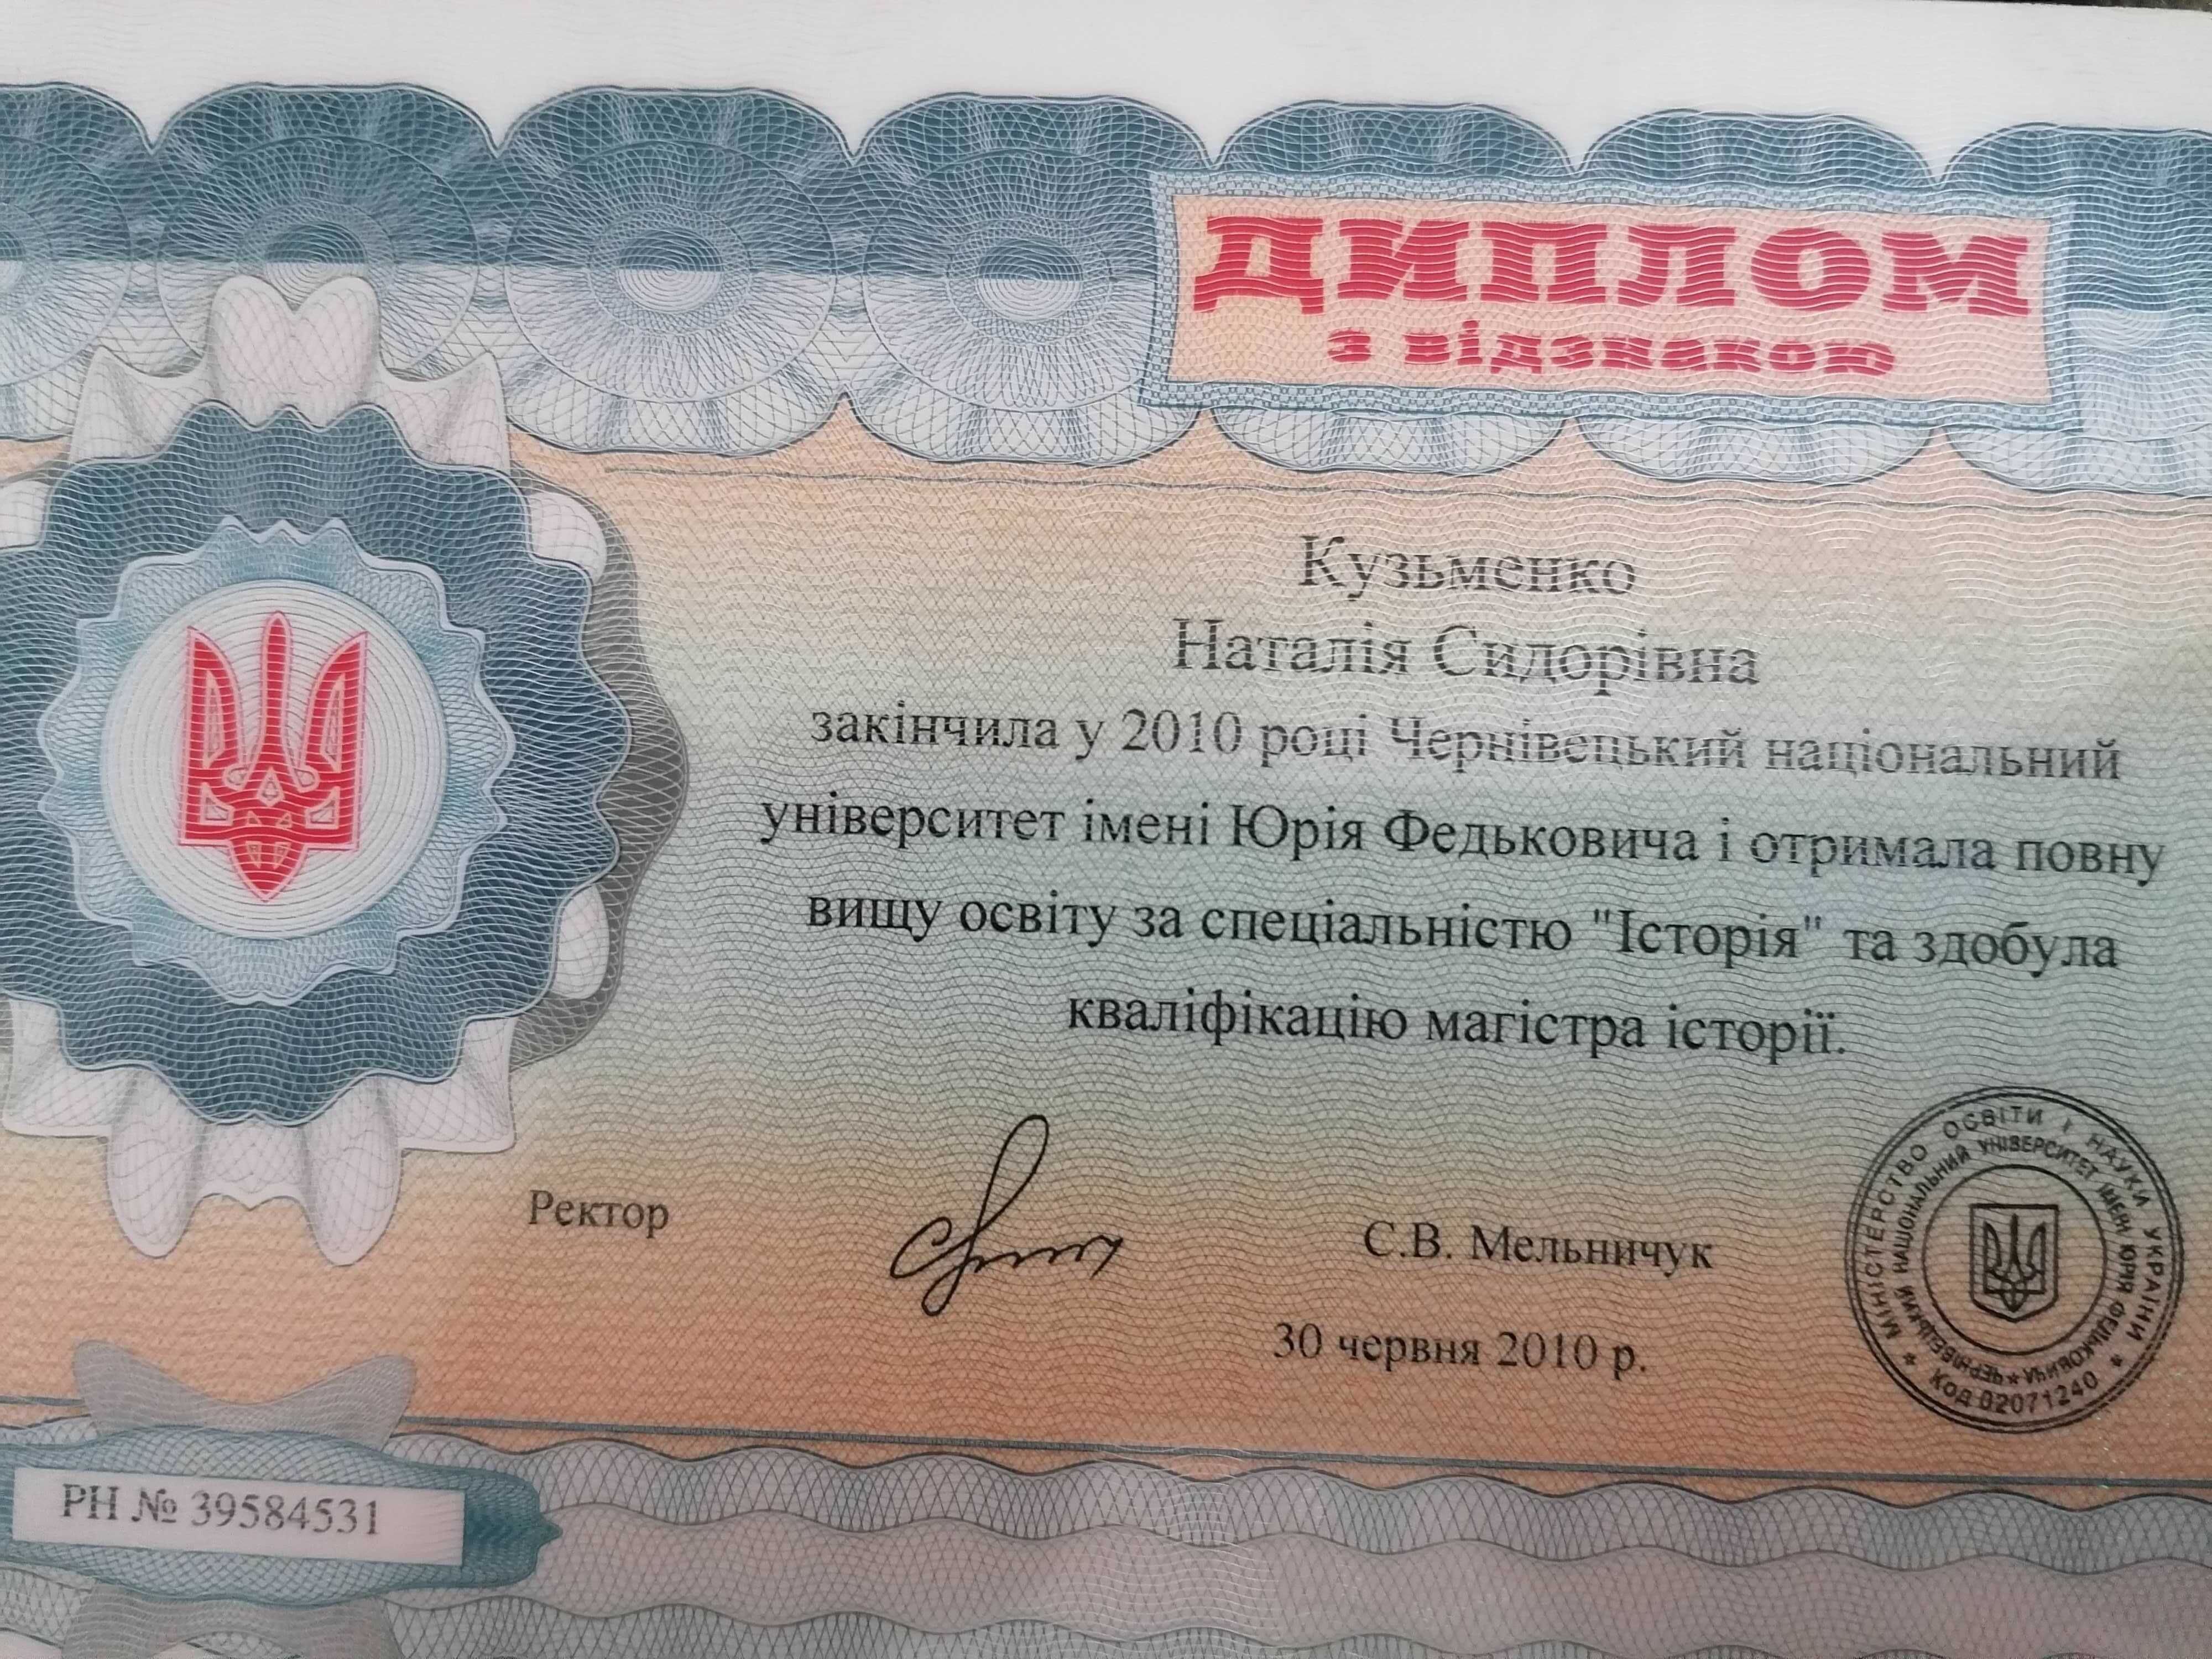 ДИПЛОМ
з відзнакою
Кузьменко
Наталія Сидорівна
закінчила у 2010 році Чернівецький національний
університет імені Юрія Федьковича і отримала повну
вищу освіту за спеціальністю "Історія" та здобула
кваліфікацію магістра історії.
Ректор
С.В. Мельничук
30 червня 2010 р.
МІНІСТЕРСТВО ОСВІТИ І НАУКИ УКРАЇНИ
* ЧЕРНІВЕЦЬКИЙ НАЦІОНАЛЬНИЙ УНІВЕРСИТЕТ ІМЕНІ ЮРІЯ ФЕДЬКОВИЧА
* Код 02071240 *
РН № 39584531